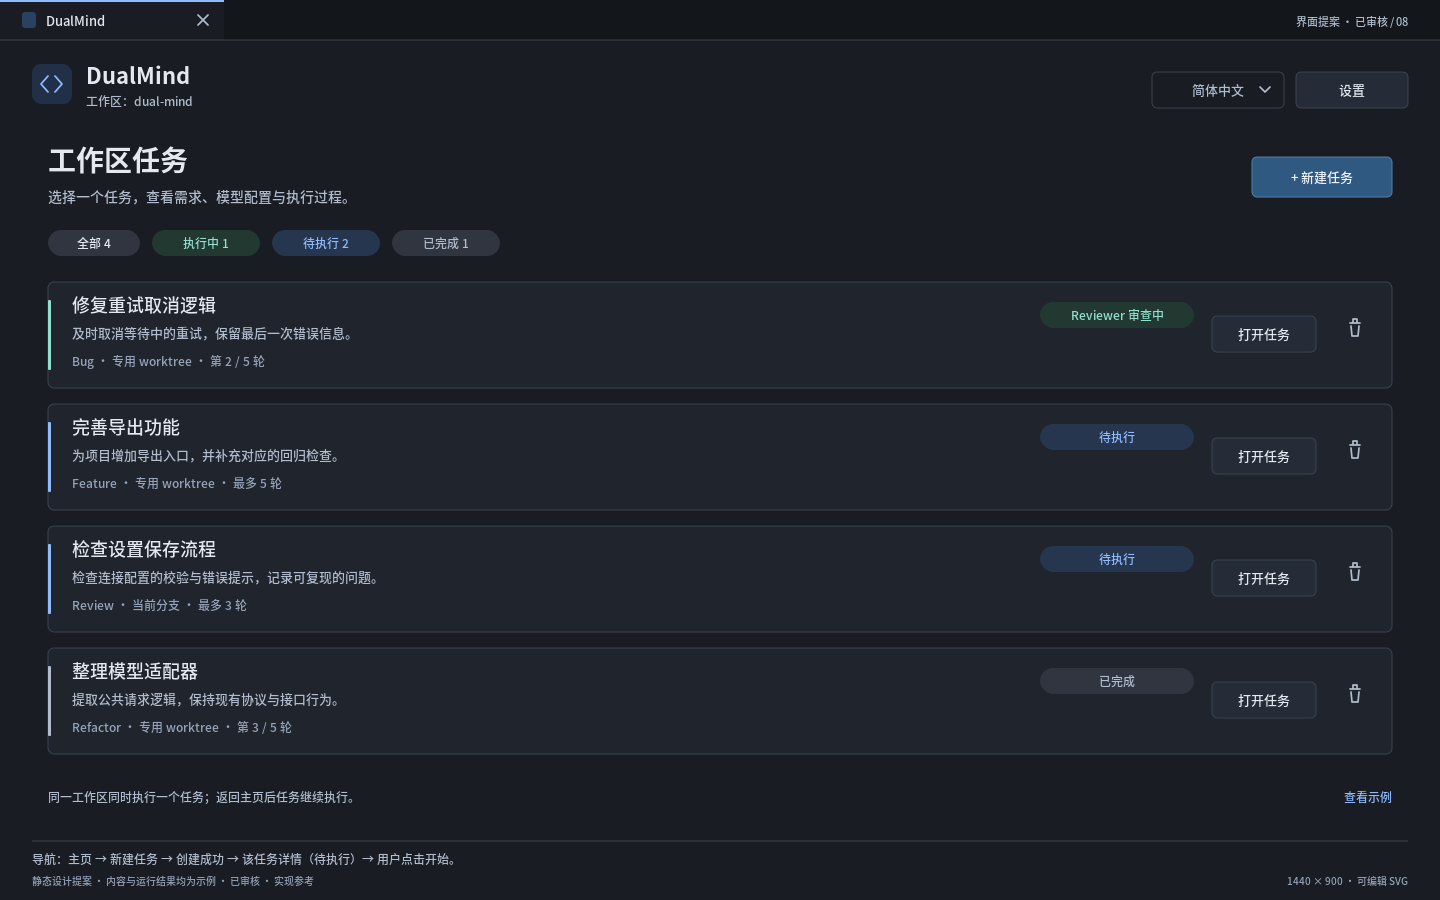 DualMind
界面提案 · 已审核 / 08
DualMind
工作区：dual-mind
简体中文
设置
工作区任务
选择一个任务，查看需求、模型配置与执行过程。
+ 新建任务
全部 4
执行中 1
待执行 2
已完成 1
修复重试取消逻辑
及时取消等待中的重试，保留最后一次错误信息。
Bug · 专用 worktree · 第 2 / 5 轮
Reviewer 审查中
打开任务
完善导出功能
为项目增加导出入口，并补充对应的回归检查。
Feature · 专用 worktree · 最多 5 轮
待执行
打开任务
检查设置保存流程
检查连接配置的校验与错误提示，记录可复现的问题。
Review · 当前分支 · 最多 3 轮
待执行
打开任务
整理模型适配器
提取公共请求逻辑，保持现有协议与接口行为。
Refactor · 专用 worktree · 第 3 / 5 轮
已完成
打开任务
同一工作区同时执行一个任务；返回主页后任务继续执行。
查看示例
导航：主页 → 新建任务 → 创建成功 → 该任务详情（待执行）→ 用户点击开始。
静态设计提案 · 内容与运行结果均为示例 · 已审核 · 实现参考
1440 × 900 · 可编辑 SVG